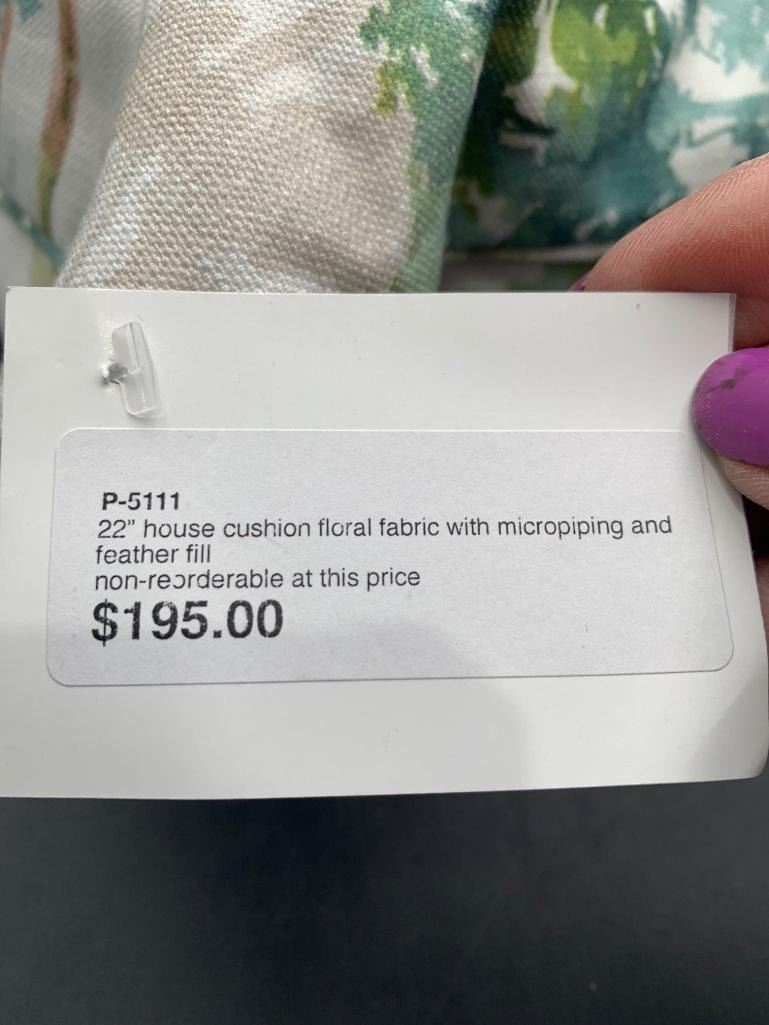 P-5111
22” house cushion floral fabric with micropiping and
feather fill
non-reorderable at this price
$195.00